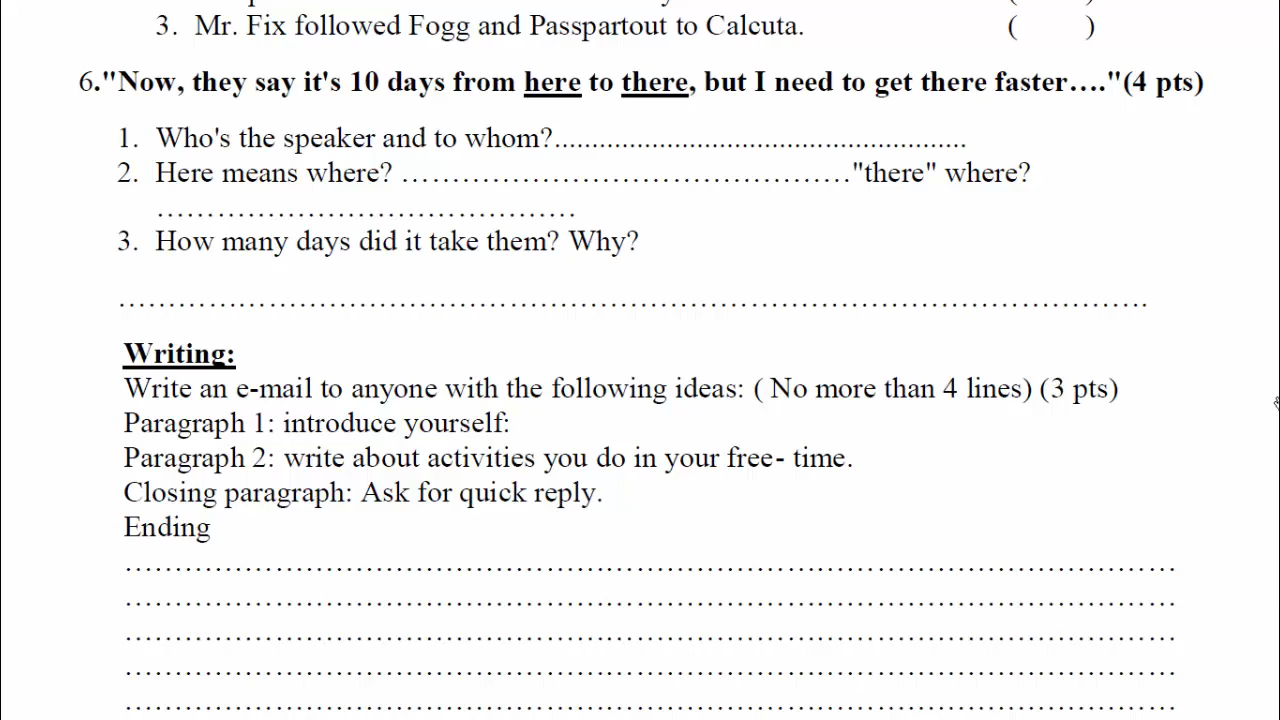 3. Mr. Fix followed Fogg and Passpartout to Calcuta. ( )
6."Now, they say it's 10 days from here to there, but I need to get there faster…."(4 pts)
1. Who's the speaker and to whom?.......................................................
2. Here means where? ………………………………………"there" where?
……………………………………
3. How many days did it take them? Why?
………………………………………………………………………………………….
Writing:
Write an e-mail to anyone with the following ideas: ( No more than 4 lines) (3 pts)
Paragraph 1: introduce yourself:
Paragraph 2: write about activities you do in your free- time.
Closing paragraph: Ask for quick reply.
Ending
……………………………………………………………………………………………
……………………………………………………………………………………………
……………………………………………………………………………………………
……………………………………………………………………………………………
……………………………………………………………………………………………